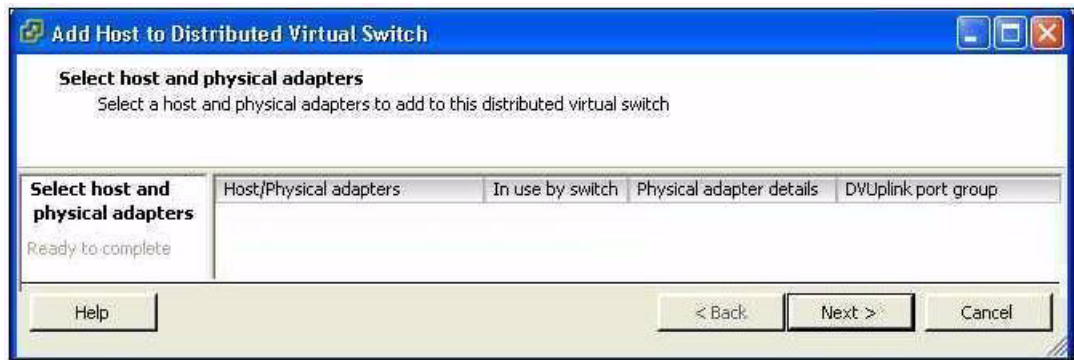 Add Host to Distributed Virtual Switch
Select host and physical adapters
Select a host and physical adapters to add to this distributed virtual switch
Select host and
physical adapters
Ready to complete
Host/Physical adapters In use by switch Physical adapter details DVUplink port group
Help < Back Next > Cancel